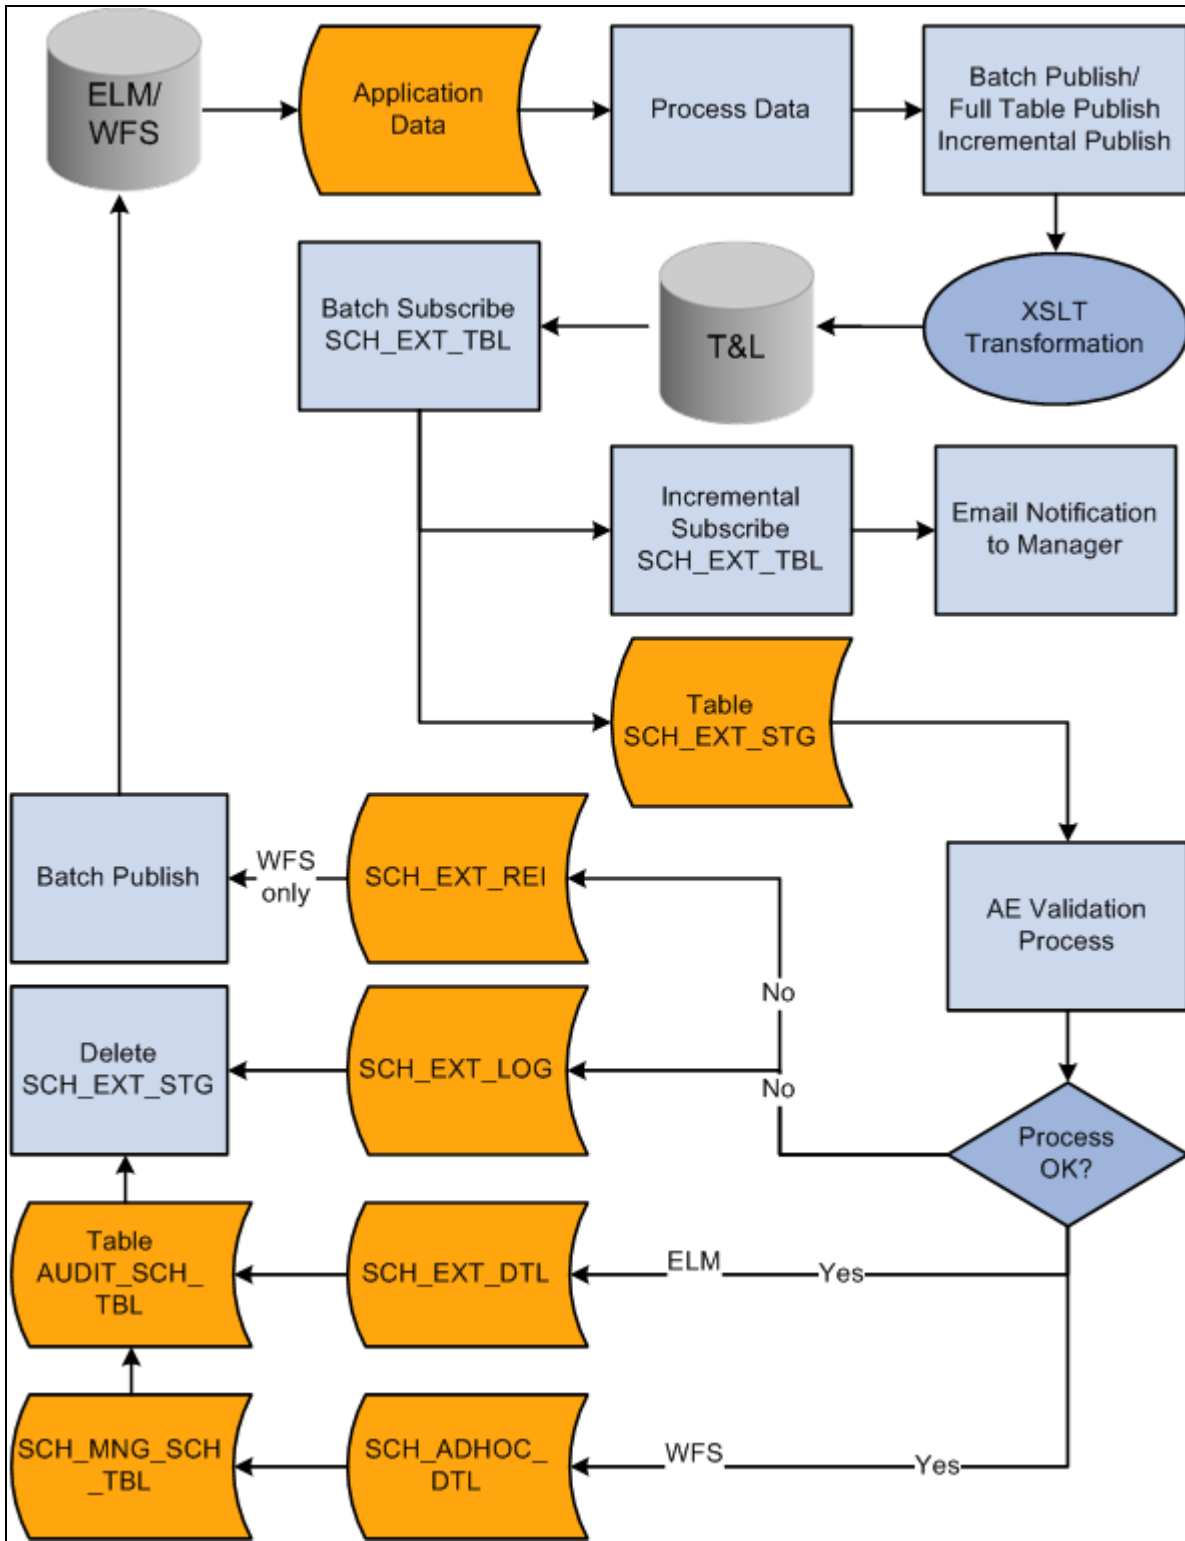 ELM/
WFS
Application
Data
Process Data
Batch Publish/
Full Table Publish
Incremental Publish
Batch Subscribe
SCH_EXT_TBL
T&L
XSLT
Transformation
Incremental
Subscribe
SCH_EXT_TBL
Email Notification
to Manager
Table
SCH_EXT_STG
Batch Publish
WFS
only
SCH_EXT_REI
AE Validation
Process
No
Delete
SCH_EXT_STG
SCH_EXT_LOG
No
Process
OK?
Table
AUDIT_SCH_
TBL
SCH_EXT_DTL
ELM
Yes
SCH_MNG_SCH
_TBL
SCH_ADHOC_
DTL
WFS
Yes